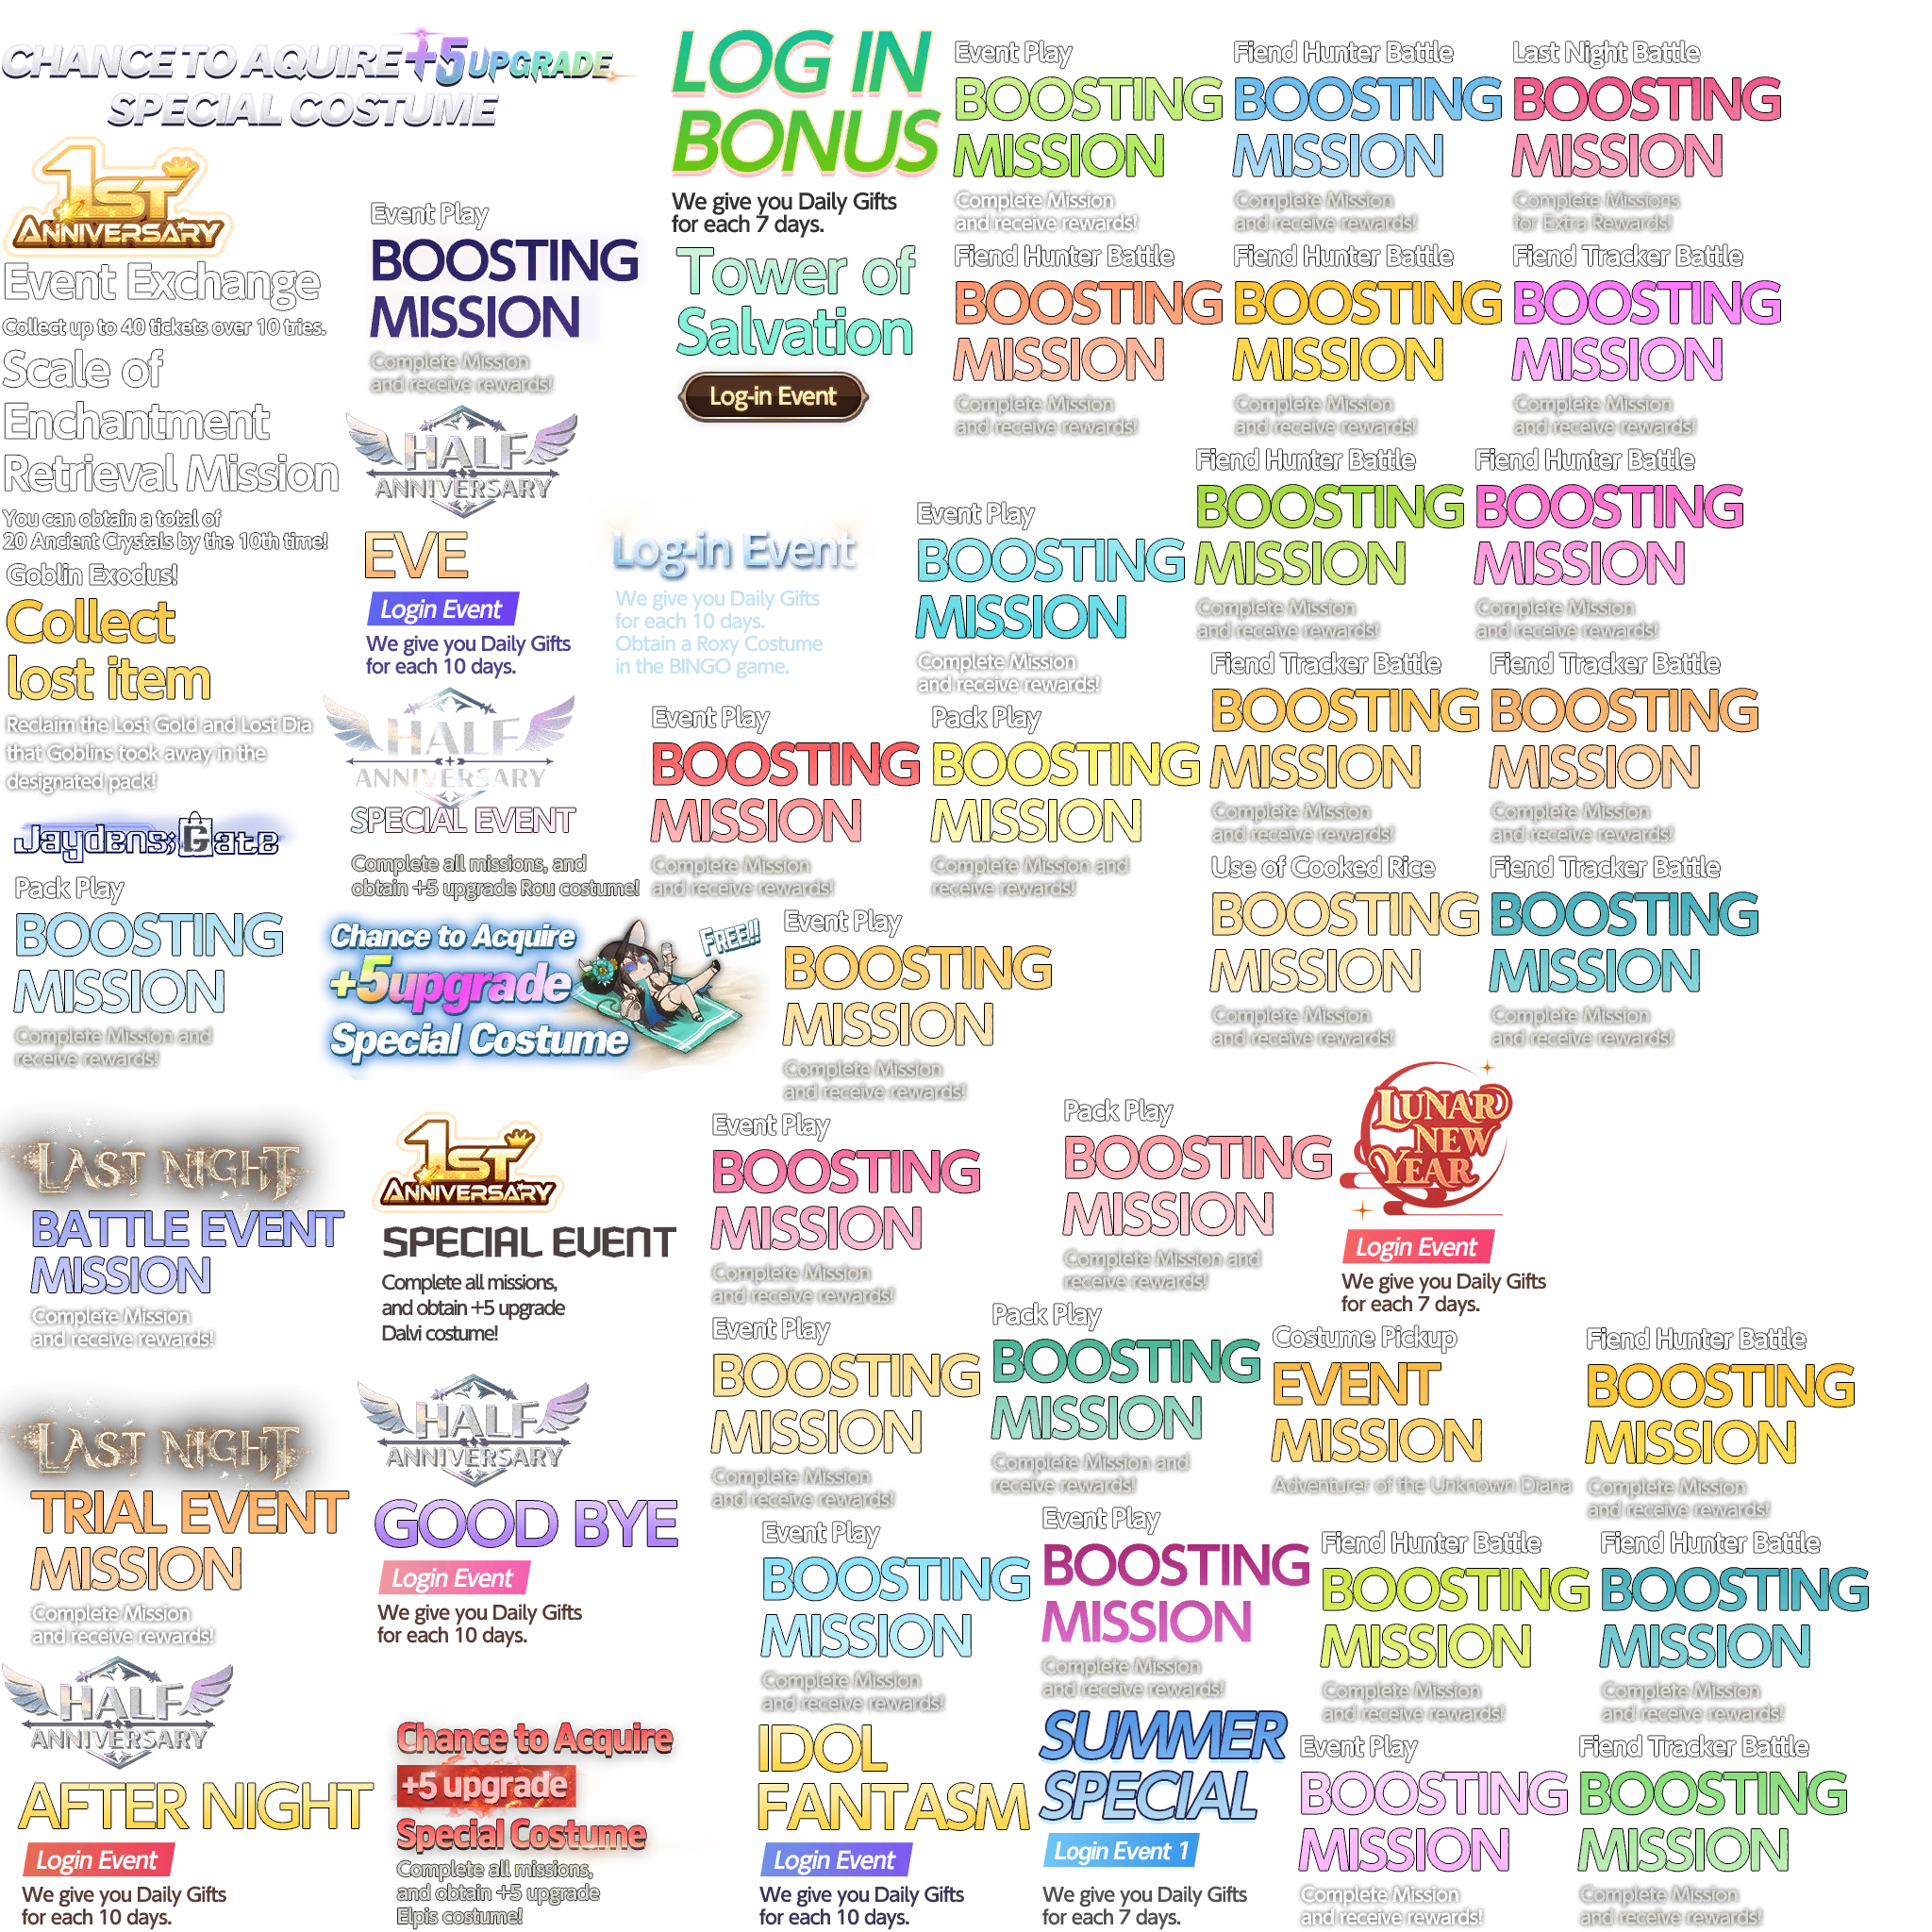 CHANCE TO AQUIRE +5 UPGRADE
SPECIAL COSTUME
1ST
ANNIVERSARY
Event Exchange
Collect up to 40 tickets over 10 tries.
Scale of
Enchantment
Retrieval Mission
You can obtain a total of
20 Ancient Crystals by the 10th time!
Goblin Exodus!
Collect
lost item
Reclaim the Lost Gold and Lost Dia
that Goblins took away in the
designated pack!
Jaydens;Gate
Pack Play
BOOSTING
MISSION
Complete Mission and
receive rewards!
Event Play
BOOSTING
MISSION
Complete Mission
and receive rewards!
HALF
ANNIVERSARY
EVE
Login Event
We give you Daily Gifts
for each 10 days.
HALF
ANNIVERSARY
SPECIAL EVENT
Complete all missions, and
obtain +5 upgrade Rou costume!
Chance to Acquire
+5upgrade
Special Costume
FREE!!
LOG IN
BONUS
We give you Daily Gifts
for each 7 days.
Tower of
Salvation
Log-in Event
Log-in Event
We give you Daily Gifts
for each 10 days.
Obtain a Roxy Costume
in the BINGO game.
Event Play
BOOSTING
MISSION
Complete Mission
and receive rewards!
Fiend Hunter Battle
BOOSTING
MISSION
Complete Mission
and receive rewards!
Last Night Battle
BOOSTING
MISSION
Complete Missions
for Extra Rewards!
Fiend Hunter Battle
BOOSTING
MISSION
Complete Mission
and receive rewards!
Fiend Hunter Battle
BOOSTING
MISSION
Complete Mission
and receive rewards!
Fiend Tracker Battle
BOOSTING
MISSION
Complete Mission
and receive rewards!
Event Play
BOOSTING
MISSION
Complete Mission
and receive rewards!
Fiend Hunter Battle
BOOSTING
MISSION
Complete Mission
and receive rewards!
Fiend Hunter Battle
BOOSTING
MISSION
Complete Mission
and receive rewards!
Event Play
BOOSTING
MISSION
Complete Mission
and receive rewards!
Pack Play
BOOSTING
MISSION
Complete Mission and
receive rewards!
Fiend Tracker Battle
BOOSTING
MISSION
Complete Mission
and receive rewards!
Fiend Tracker Battle
BOOSTING
MISSION
Complete Mission
and receive rewards!
Event Play
BOOSTING
MISSION
Complete Mission
and receive rewards!
Use of Cooked Rice
BOOSTING
MISSION
Complete Mission
and receive rewards!
Fiend Tracker Battle
BOOSTING
MISSION
Complete Mission
and receive rewards!
LAST NIGHT
BATTLE EVENT
MISSION
Complete Mission
and receive rewards!
1ST
ANNIVERSARY
SPECIAL EVENT
Complete all missions,
and obtain +5 upgrade
Dalvi costume!
Event Play
BOOSTING
MISSION
Complete Mission
and receive rewards!
Pack Play
BOOSTING
MISSION
Complete Mission and
receive rewards!
LUNAR
NEW
YEAR
Login Event
We give you Daily Gifts
for each 7 days.
Event Play
BOOSTING
MISSION
Complete Mission
and receive rewards!
Pack Play
BOOSTING
MISSION
Complete Mission and
receive rewards!
Costume Pickup
EVENT
MISSION
Adventurer of the Unknown Diana
Fiend Hunter Battle
BOOSTING
MISSION
Complete Mission
and receive rewards!
LAST NIGHT
TRIAL EVENT
MISSION
Complete Mission
and receive rewards!
HALF
ANNIVERSARY
GOOD BYE
Login Event
We give you Daily Gifts
for each 10 days.
Event Play
BOOSTING
MISSION
Complete Mission
and receive rewards!
Event Play
BOOSTING
MISSION
Complete Mission
and receive rewards!
Fiend Hunter Battle
BOOSTING
MISSION
Complete Mission
and receive rewards!
Fiend Hunter Battle
BOOSTING
MISSION
Complete Mission
and receive rewards!
HALF
ANNIVERSARY
AFTER NIGHT
Login Event
We give you Daily Gifts
for each 10 days.
Chance to Acquire
+5 upgrade
Special Costume
Complete all missions,
and obtain +5 upgrade
Elpis costume!
IDOL
FANTASM
Login Event
We give you Daily Gifts
for each 10 days.
SUMMER
SPECIAL
Login Event 1
We give you Daily Gifts
for each 7 days.
Event Play
BOOSTING
MISSION
Complete Mission
and receive rewards!
Fiend Tracker Battle
BOOSTING
MISSION
Complete Mission
and receive rewards!